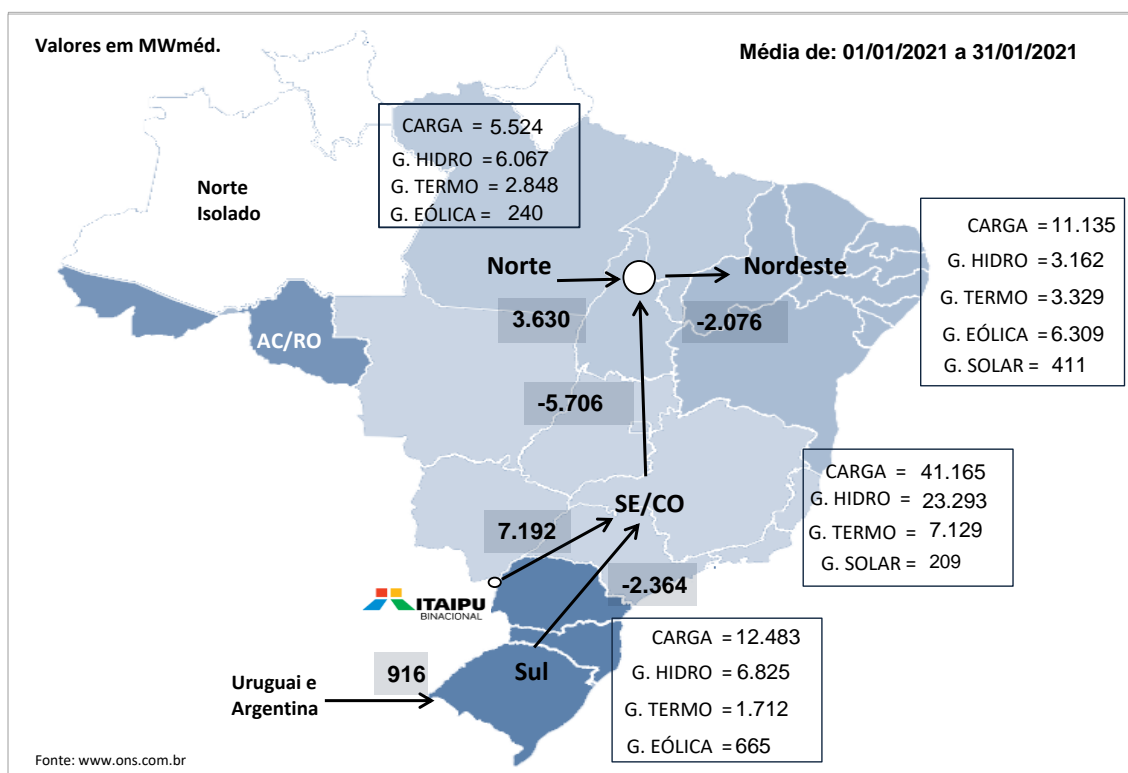 Valores em MWméd.
Média de: 01/01/2021 a 31/01/2021
CARGA = 5.524
G. HIDRO = 6.067
G. TERMO = 2.848
G. EÓLICA = 240
Norte
Isolado
CARGA = 11.135
G. HIDRO = 3.162
G. TERMO = 3.329
G. EÓLICA = 6.309
G. SOLAR = 411
Norte
Nordeste
3.630
-2.076
AC/RO
-5.706
CARGA = 41.165
G. HIDRO = 23.293
G. TERMO = 7.129
G. SOLAR = 209
SE/CO
7.192
-2.364
ITAIPU
BINACIONAL
CARGA = 12.483
G. HIDRO = 6.825
G. TERMO = 1.712
G. EÓLICA = 665
Sul
916
Uruguai e
Argentina
Fonte: www.ons.com.br